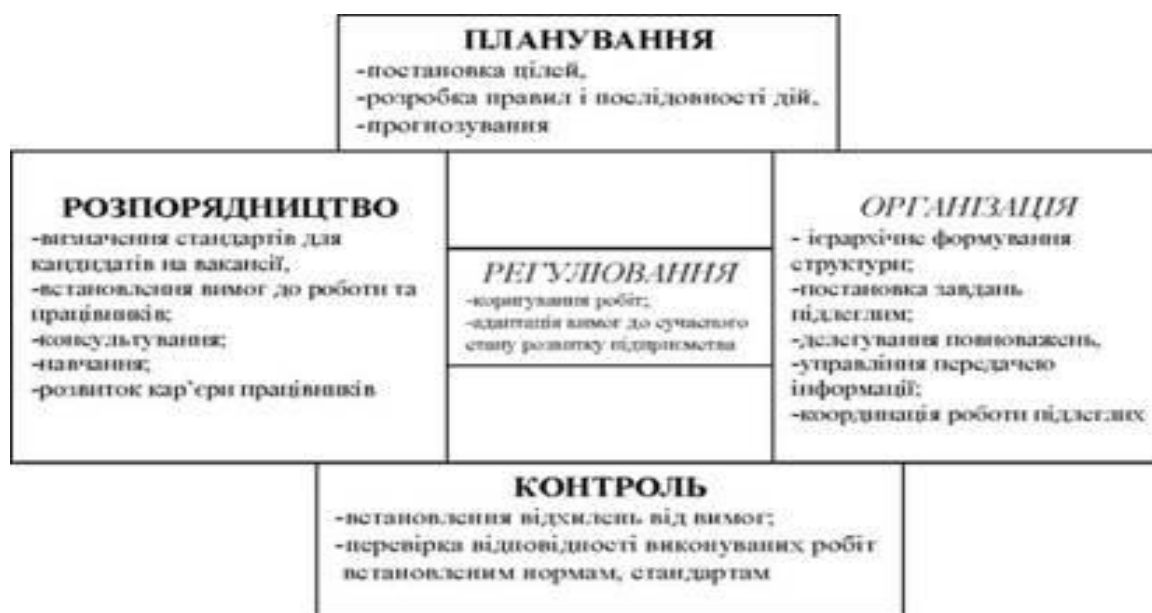 ПЛАНУВАННЯ
-постановка цілей,
-розробка правил і послідовності дій,
-прогнозування
РОЗПОРЯДНИЦТВО
-визначення стандартів для
кандидатів на вакансії,
-встановлення вимог до роботи та
працівників;
-консультування;
-навчання;
-розвиток кар’єри працівників
РЕГУЛЮВАННЯ
-коригування робіт;
-адаптація вимог до сучасного
стану розвитку підприємства
ОРГАНІЗАЦІЯ
- ієрархічне формування
структури;
-постановка завдань
підлеглим;
-делегування повноважень,
-управління передачею
інформації;
-координація роботи підлеглих
КОНТРОЛЬ
-встановлення відхилень від вимог;
-перевірка відповідності виконуваних робіт
встановленим нормам, стандартам